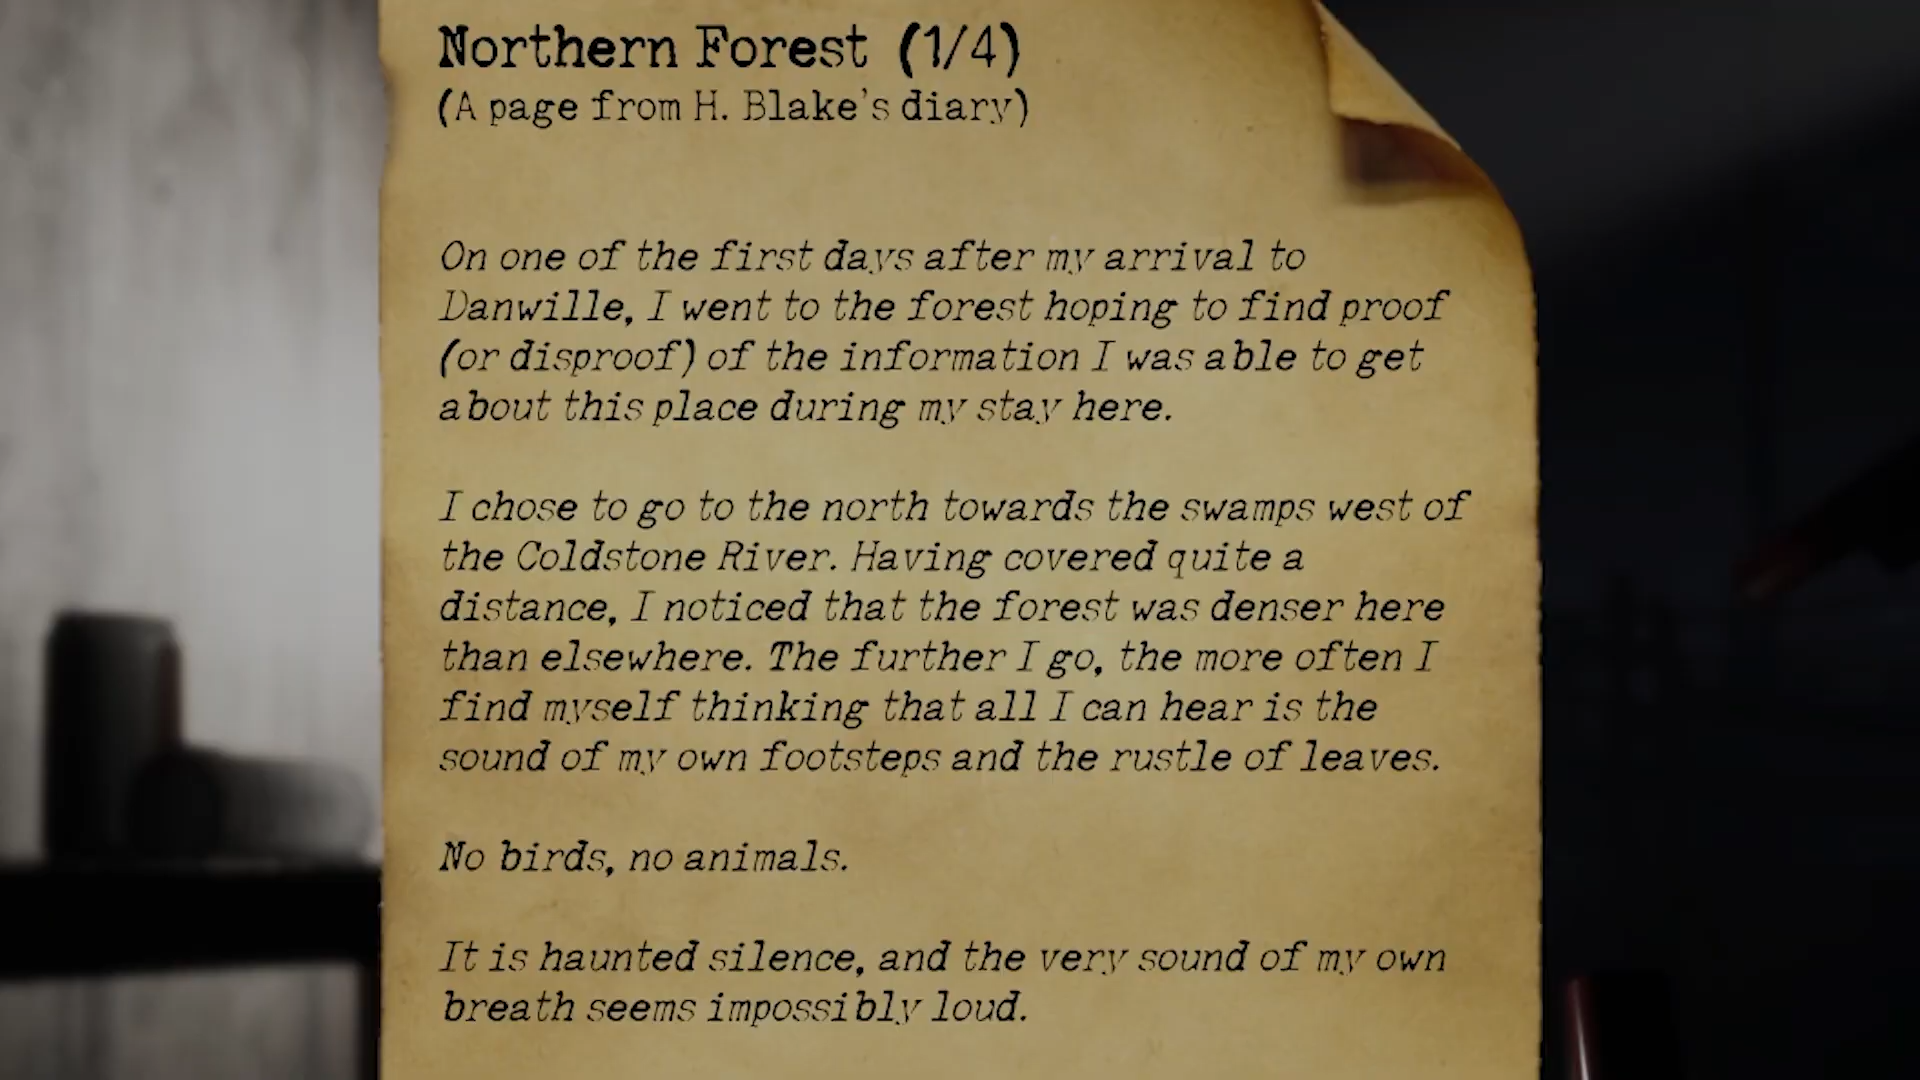 Northern Forest (1/4)
(A page from H. Blake's diary)
On one of the first days after my arrival to
Danwille, I went to the forest hoping to find proof
(or disproof) of the information I was able to get
about this place during my stay here.
I chose to go to the north towards the swamps west of
the Coldstone River. Having covered quite a
distance, I noticed that the forest was denser here
than elsewhere. The further I go, the more often I
find myself thinking that all I can hear is the
sound of my own footsteps and the rustle of leaves.
No birds, no animals.
It is haunted silence, and the very sound of my own
breath seems impossibly loud.